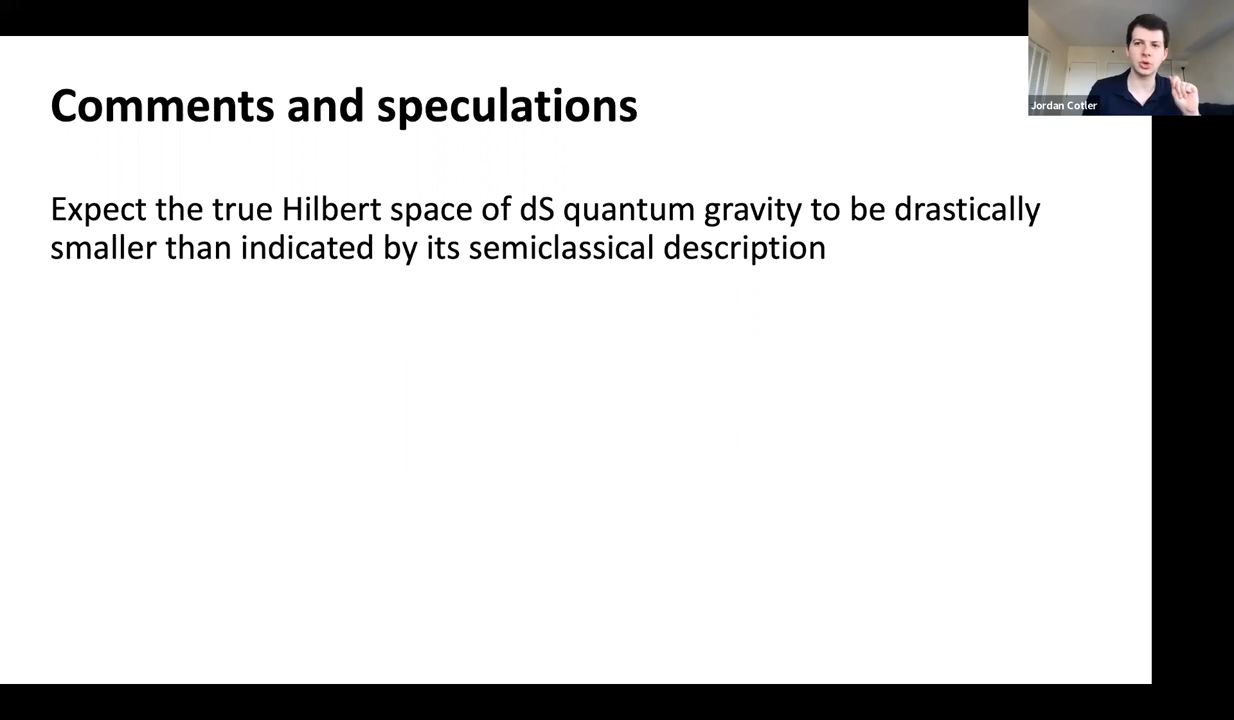 Comments and speculations
Jordan Cotler
Expect the true Hilbert space of dS quantum gravity to be drastically
smaller than indicated by its semiclassical description